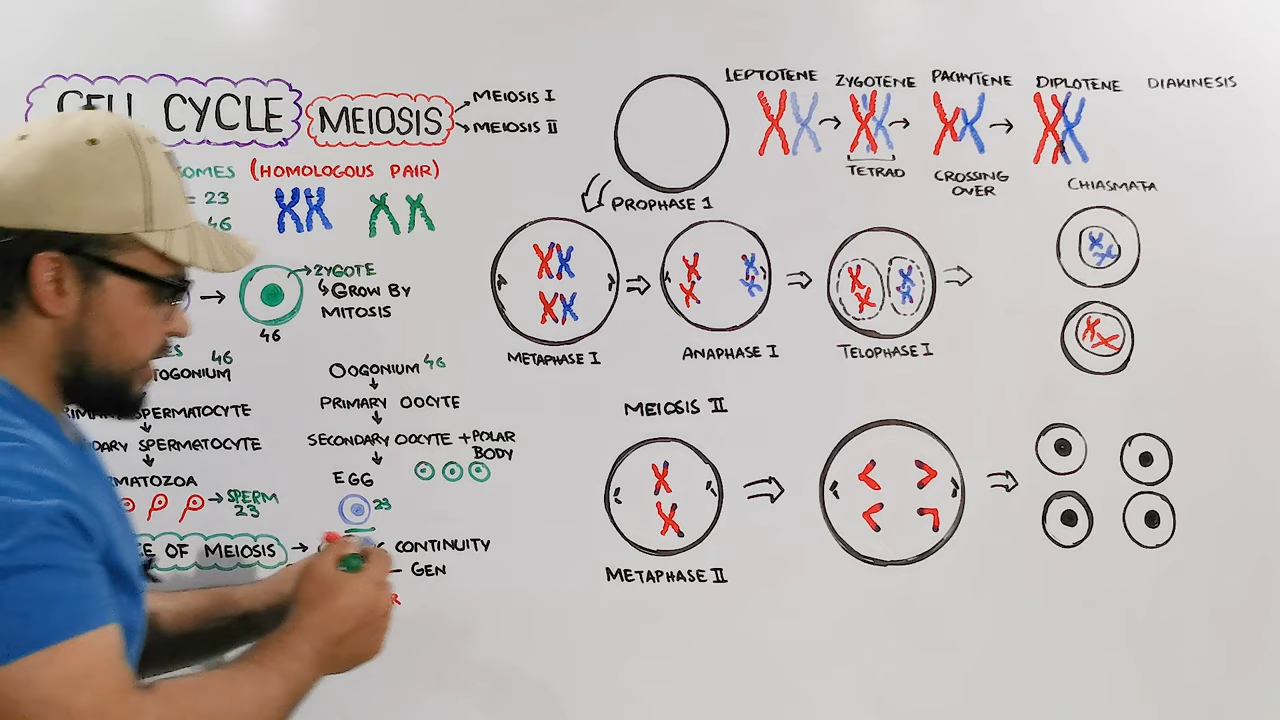 CELL CYCLE
MEIOSIS
MEIOSIS I
MEIOSIS II
(HOMOLOGOUS PAIR)
= 23
46
ZYGOTE
GROW BY
MITOSIS
46
46
OOGONIUM 46
PRIMARY OOCYTE
SPERMATOCYTE
SPERMATOCYTE
SECONDARY OOCYTE + POLAR
BODY
EGG
23
SPERM
23
OF MEIOSIS
CONTINUITY
GEN
LEPTOTENE
ZYGOTENE
PACHYTENE
DIPLOTENE
DIAKINESIS
TETRAD
CROSSING
OVER
CHIASMATA
PROPHASE 1
METAPHASE I
ANAPHASE I
TELOPHASE I
MEIOSIS II
METAPHASE II